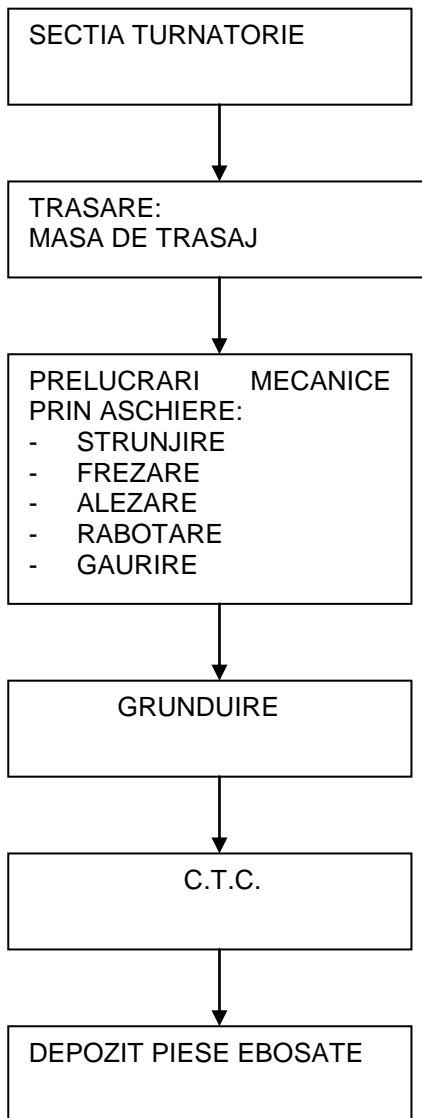 SECTIA TURNATORIE
TRASARE:
MASA DE TRASAJ
PRELUCRARI MECANICE
PRIN ASCHIERE:
- STRUNJIRE
- FREZARE
- ALEZARE
- RABOTARE
- GAURIRE
GRUNDUIRE
C.T.C.
DEPOZIT PIESE EBOSATE